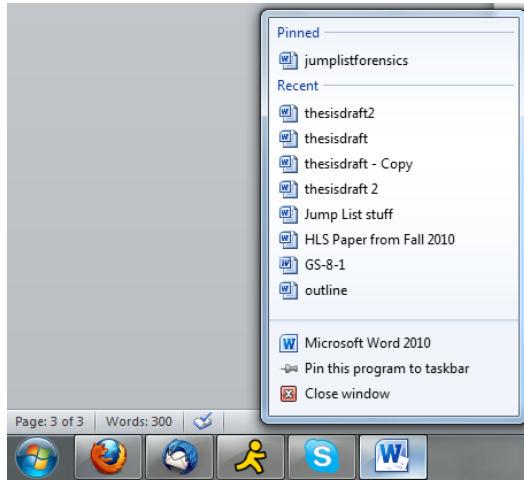 Pinned
jumplistforensics
Recent
thesisdraft2
thesisdraft
thesisdraft - Copy
thesisdraft 2
Jump List stuff
HLS Paper from Fall 2010
GS-8-1
outline
Microsoft Word 2010
Pin this program to taskbar
Close window
Page: 3 of 3 Words: 300